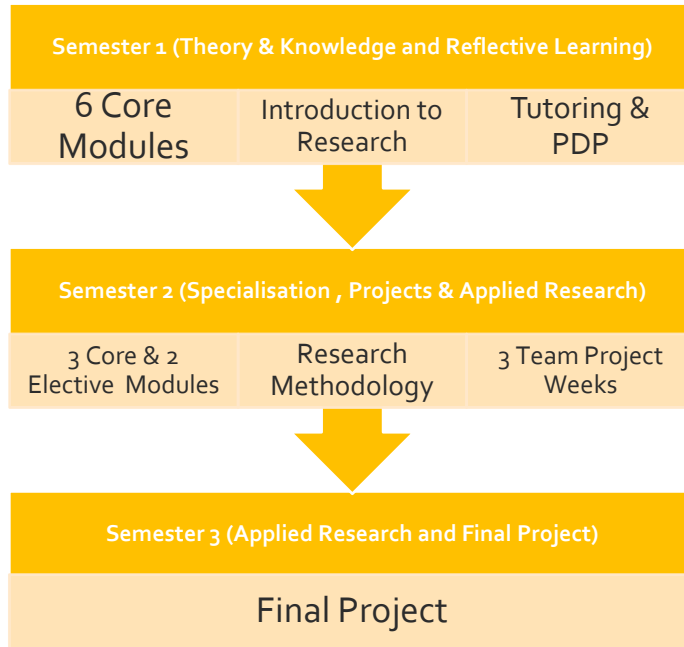 Semester 1 (Theory & Knowledge and Reflective Learning)
6 Core
Modules
Introduction to
Research
Tutoring &
PDP
Semester 2 (Specialisation , Projects & Applied Research)
3 Core & 2
Elective Modules
Research
Methodology
3 Team Project
Weeks
Semester 3 (Applied Research and Final Project)
Final Project